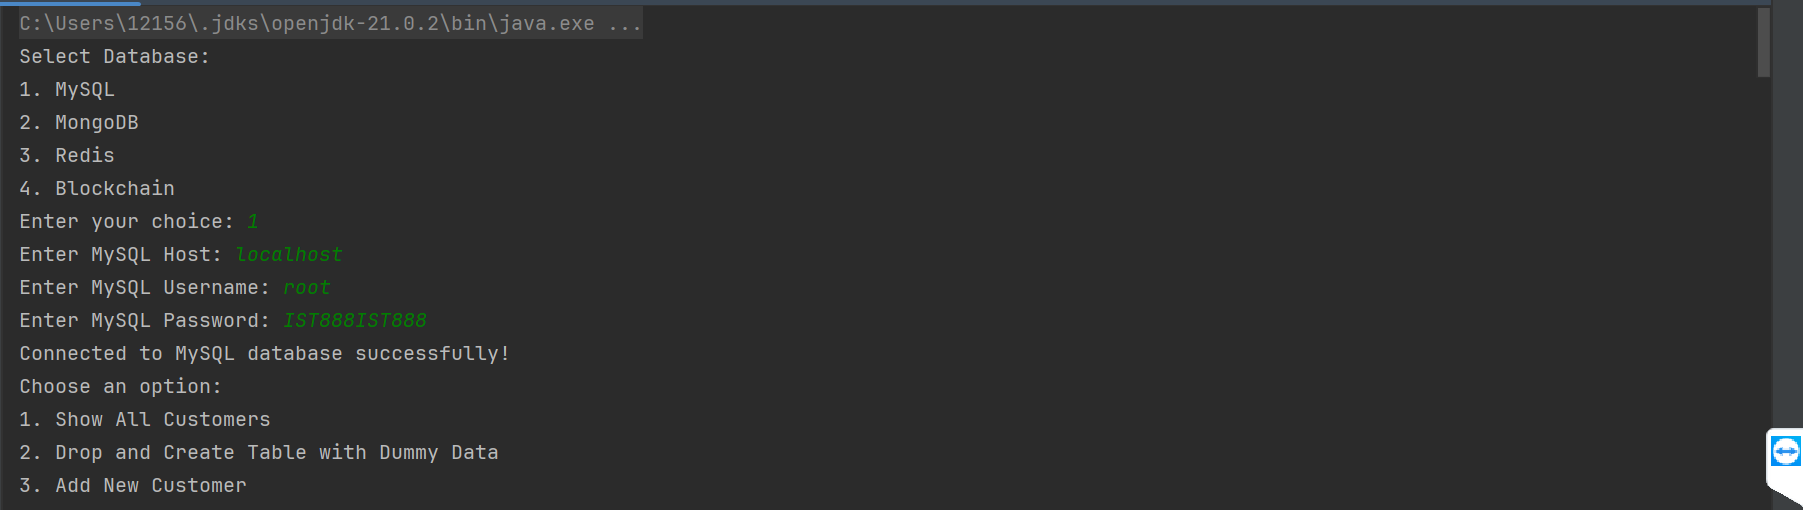 C:\Users\12156\.jdks\openjdk-21.0.2\bin\java.exe ...
Select Database:
1. MySQL
2. MongoDB
3. Redis
4. Blockchain
Enter your choice: 1
Enter MySQL Host: localhost
Enter MySQL Username: root
Enter MySQL Password: IST888IST888
Connected to MySQL database successfully!
Choose an option:
1. Show All Customers
2. Drop and Create Table with Dummy Data
3. Add New Customer